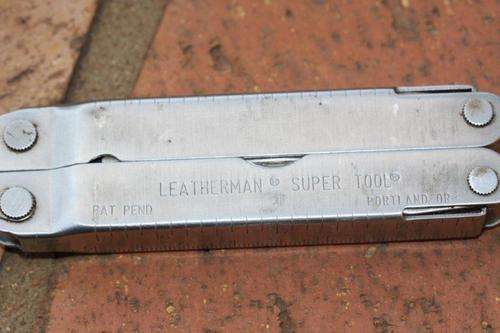 LEATHERMAN® SUPER TOOL®
PAT PEND PORTLAND OR